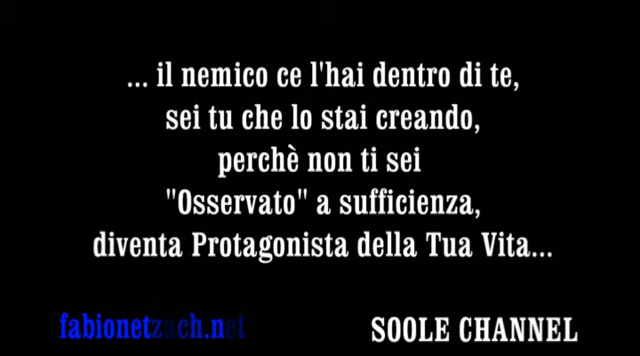 ... il nemico ce l'hai dentro di te,
sei tu che lo stai creando,
perchè non ti sei
"Osservato" a sufficienza,
diventa Protagonista della Tua Vita...
fabionetzach.net
SOOLE CHANNEL